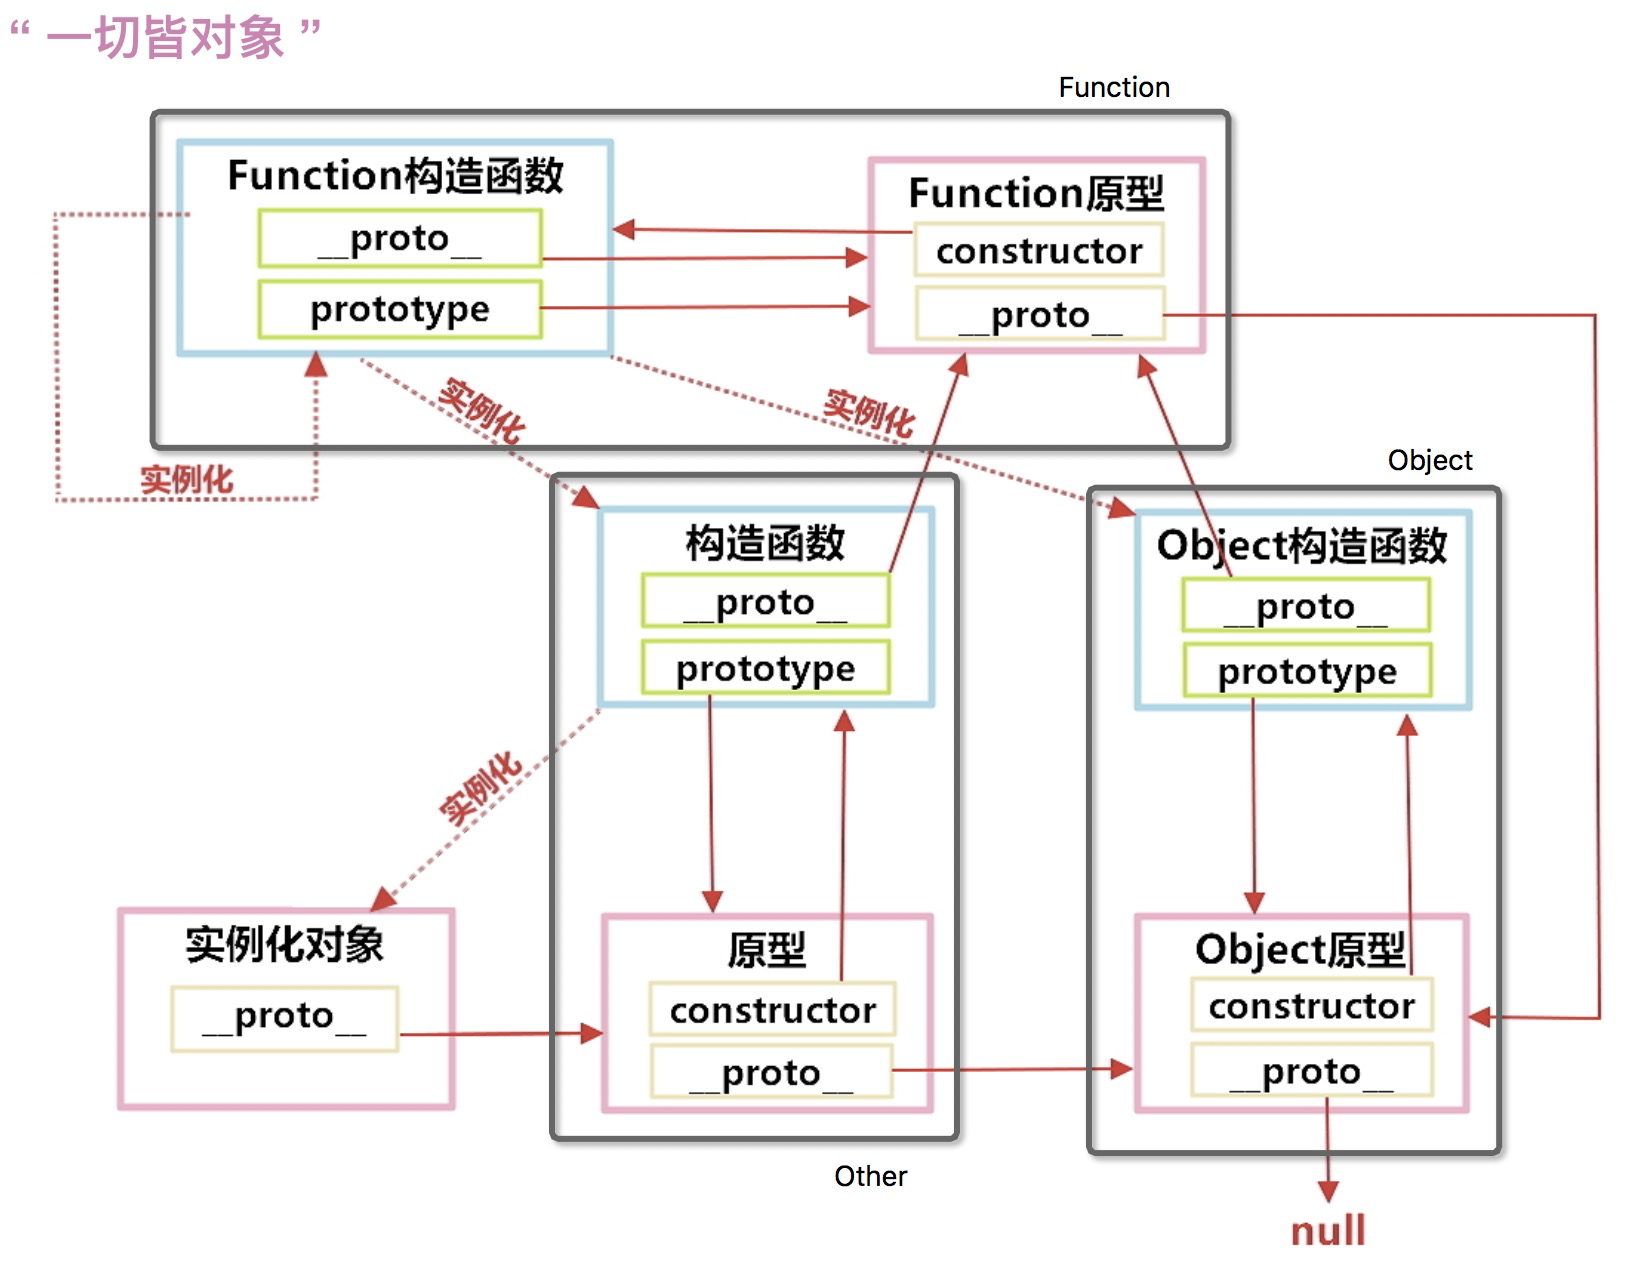 “ 一切皆对象 ”
Function
Function构造函数
__proto__
prototype
Function原型
constructor
__proto__
实例化
实例化
实例化
Object
构造函数
__proto__
prototype
Object构造函数
__proto__
prototype
实例化
实例化对象
__proto__
原型
constructor
__proto__
Object原型
constructor
__proto__
Other
null